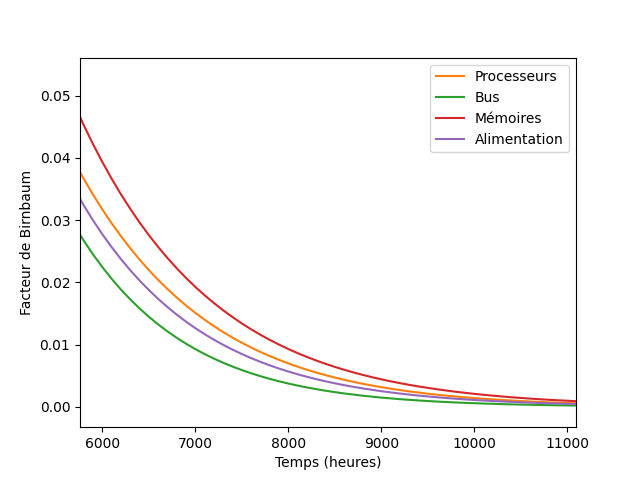 Processeurs
Bus
Mémoires
Alimentation
0.05
0.04
0.03
0.02
0.01
0.00
Facteur de Birnbaum
6000 7000 8000 9000 10000 11000
Temps (heures)